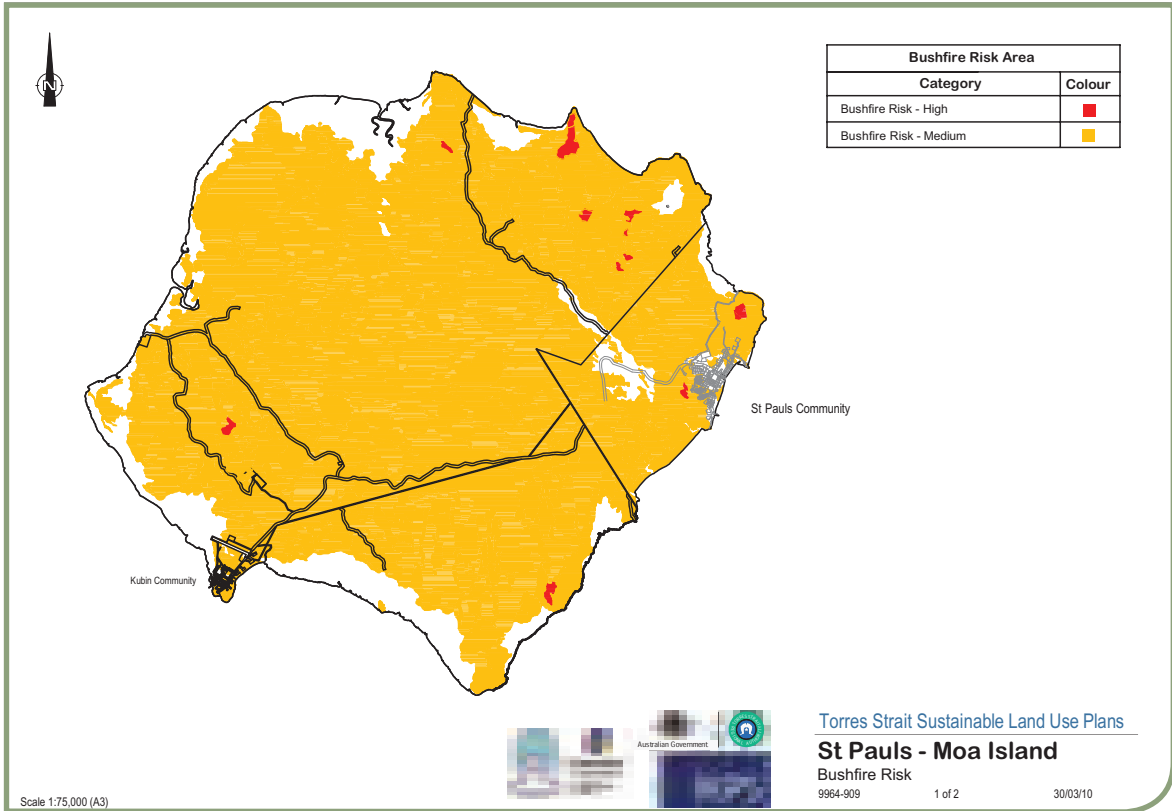 N
Bushfire Risk Area
Category Colour
Bushfire Risk - High
Bushfire Risk - Medium
St Pauls Community
Kubin Community
Australian Government
Torres Strait Sustainable Land Use Plans
St Pauls - Moa Island
Bushfire Risk
9964-909 1 of 2 30/03/10
Scale 1:75,000 (A3)